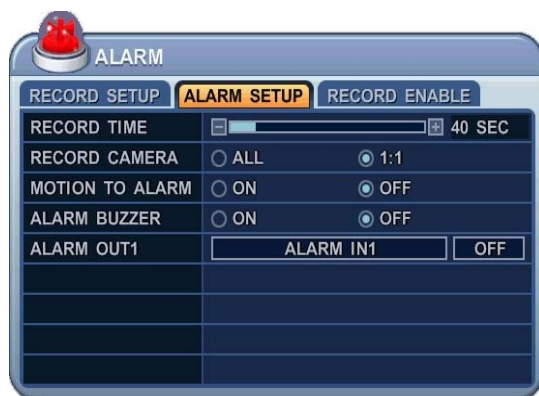 ALARM
RECORD SETUP ALARM SETUP RECORD ENABLE
RECORD TIME 40 SEC
RECORD CAMERA ALL 1:1
MOTION TO ALARM ON OFF
ALARM BUZZER ON OFF
ALARM OUT1 ALARM IN1 OFF